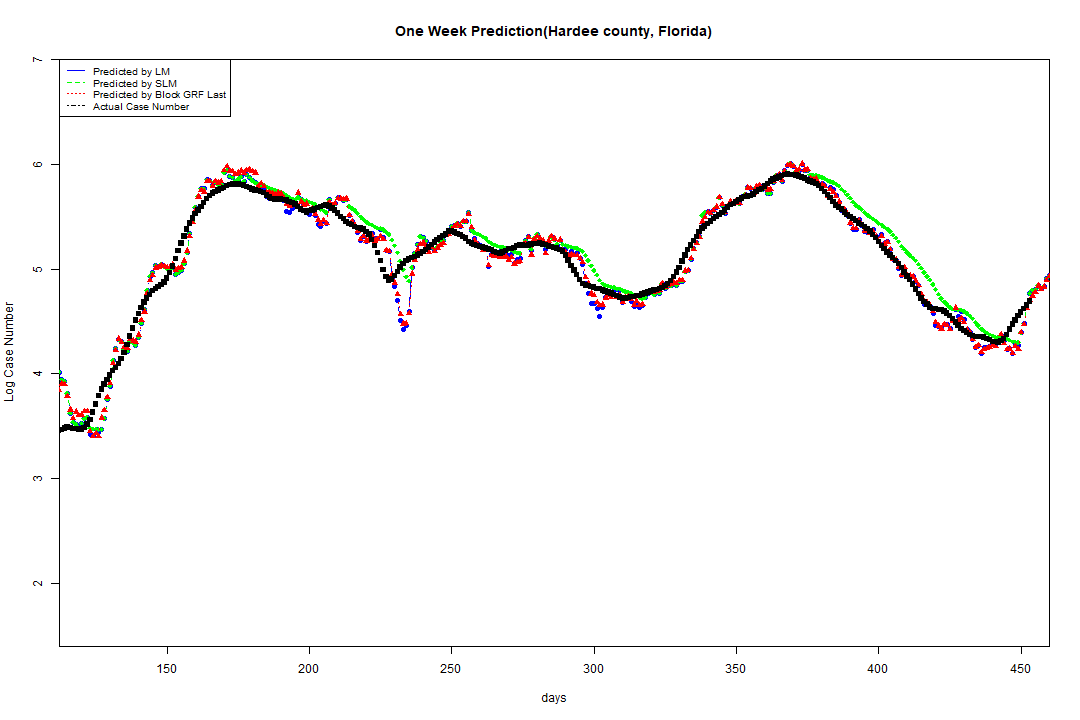 One Week Prediction(Hardee county, Florida)
Predicted by LM
Predicted by SLM
Predicted by Block GRF Last
Actual Case Number
7
6
5
4
3
2
Log Case Number
150 200 250 300 350 400 450
days